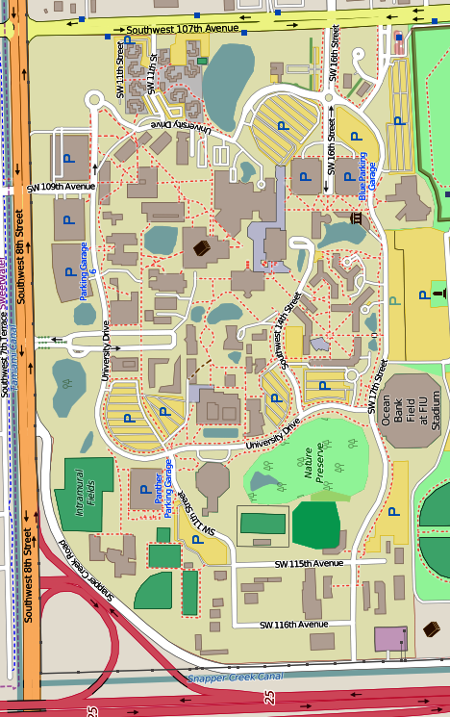 Southwest 107th Avenue
SW 11th Street
SW 11th St
SW 16th Street
P
University Drive
P
P
P
SW 16th Street
P
P
P
Blue Parking
Garage
SW 109th Avenue
P
Southwest 8th Street
P
Parking Garage
6
P
P
Southwest 7th Terrace
Sweetwater
Tamiami Canal
Southwest 14th Street
University Drive
SW 17th Street
P
P
P
P
Ocean
Bank
Field
at FIU
Stadium
University Drive
Nature
Preserve
Intramural
Fields
P
Panther
Parking Garage
SW 11th Street
P
P
Southwest 8th Street
Snapper Creek Road
SW 115th Avenue
SW 116th Avenue
Snapper Creek Canal
25
25